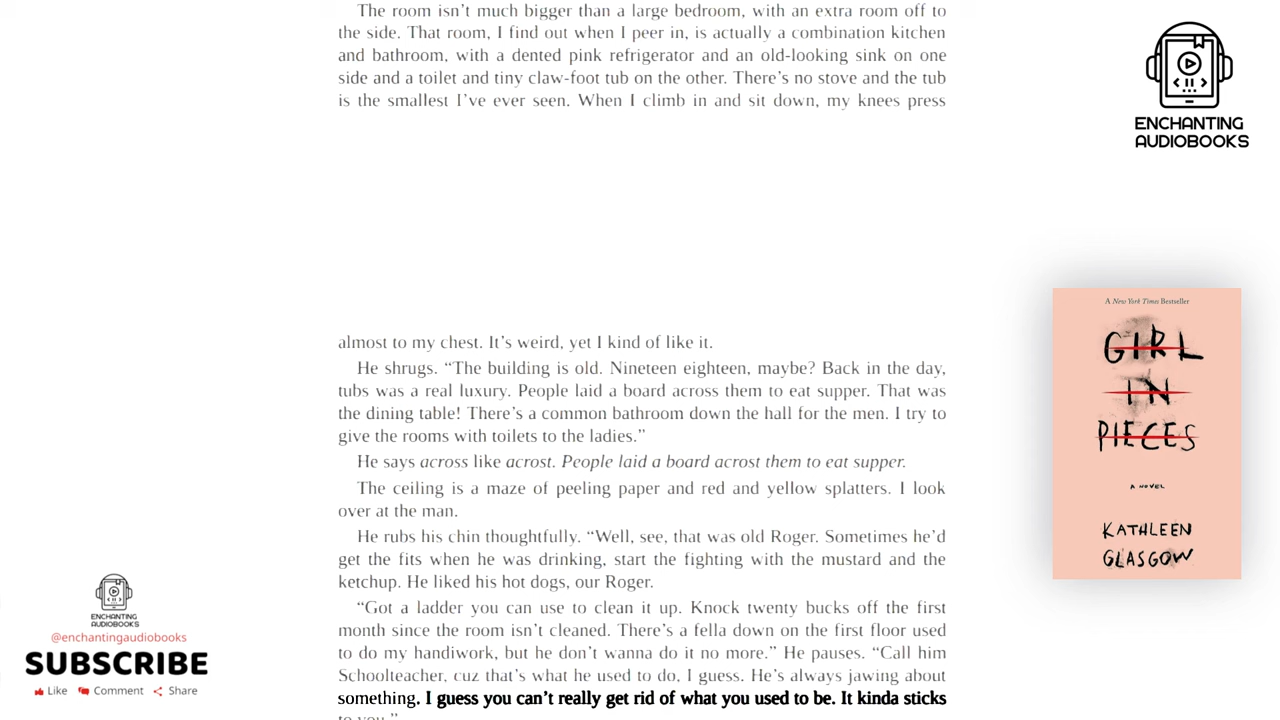 The room isn’t much bigger than a large bedroom, with an extra room off to
the side. That room, I find out when I peer in, is actually a combination kitchen
and bathroom, with a dented pink refrigerator and an old-looking sink on one
side and a toilet and tiny claw-foot tub on the other. There’s no stove and the tub
is the smallest I’ve ever seen. When I climb in and sit down, my knees press
almost to my chest. It’s weird, yet I kind of like it.
He shrugs. “The building is old. Nineteen eighteen, maybe? Back in the day,
tubs was a real luxury. People laid a board across them to eat supper. That was
the dining table! There’s a common bathroom down the hall for the men. I try to
give the rooms with toilets to the ladies.”
He says across like acrost. People laid a board acrost them to eat supper.
The ceiling is a maze of peeling paper and red and yellow splatters. I look
over at the man.
He rubs his chin thoughtfully. “Well, see, that was old Roger. Sometimes he’d
get the fits when he was drinking, start the fighting with the mustard and the
ketchup. He liked his hot dogs, our Roger.
“Got a ladder you can use to clean it up. Knock twenty bucks off the first
month since the room isn’t cleaned. There’s a fella down on the first floor used
to do my handiwork, but he don’t wanna do it no more.” He pauses. “Call him
Schoolteacher, cuz that’s what he used to do, I guess. He’s always jawing about
something. I guess you can’t really get rid of what you used to be. It kinda sticks
to you.”
ENCHANTING
AUDIOBOOKS
A New York Times Bestseller
GIRL
IN
PIECES
A NOVEL
KATHLEEN
GLASGOW
ENCHANTING
AUDIOBOOKS
@enchantingaudiobooks
SUBSCRIBE
Like Comment Share